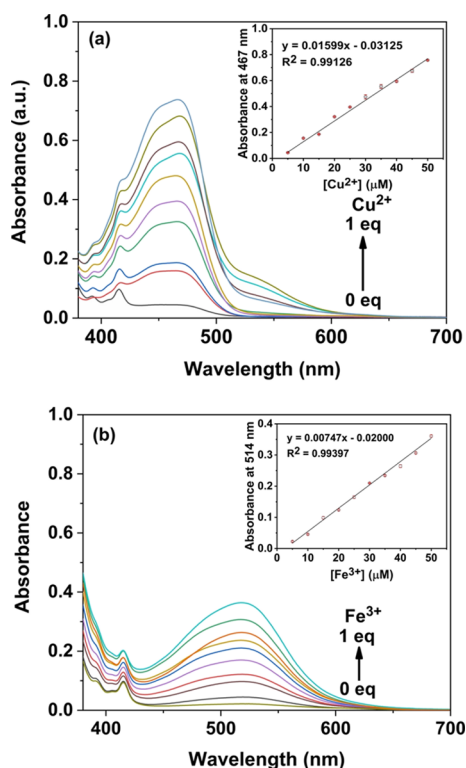 (a)
y = 0.01599x - 0.03125
R² = 0.99126
Absorbance at 467 nm
0.8
0.6
0.4
0.2
0.0
0 10 20 30 40 50
[Cu²⁺] (μM)
Cu²⁺
1 eq
0 eq
Absorbance (a.u.)
1.0
0.8
0.6
0.4
0.2
0.0
400 500 600 700
Wavelength (nm)
(b)
y = 0.00747x - 0.02000
R² = 0.99397
Absorbance at 514 nm
0.4
0.3
0.2
0.1
0.0
0 10 20 30 40 50
[Fe³⁺] (μM)
Fe³⁺
1 eq
0 eq
Absorbance
1.0
0.8
0.6
0.4
0.2
0.0
400 500 600 700
Wavelength (nm)